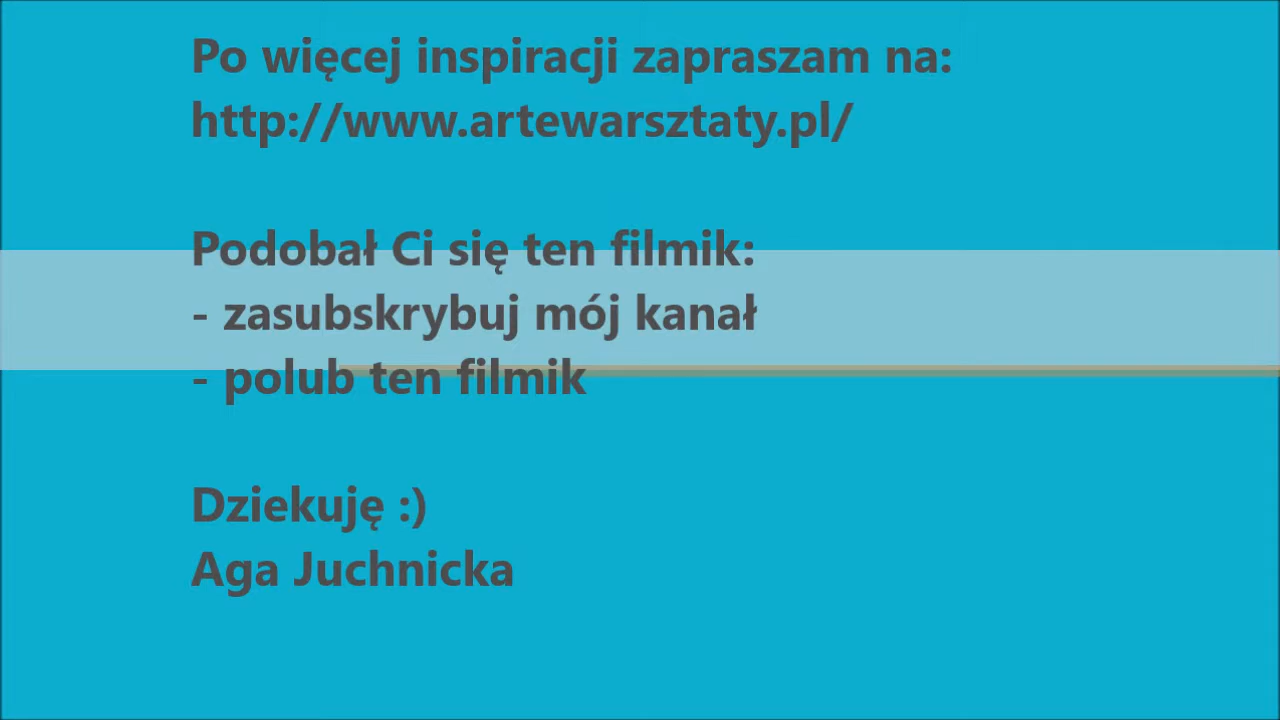 Po więcej inspiracji zapraszam na:
http://www.artewarsztaty.pl/
Podobał Ci się ten filmik:
- zasubskrybuj mój kanał
- polub ten filmik
Dziekuję :)
Aga Juchnicka